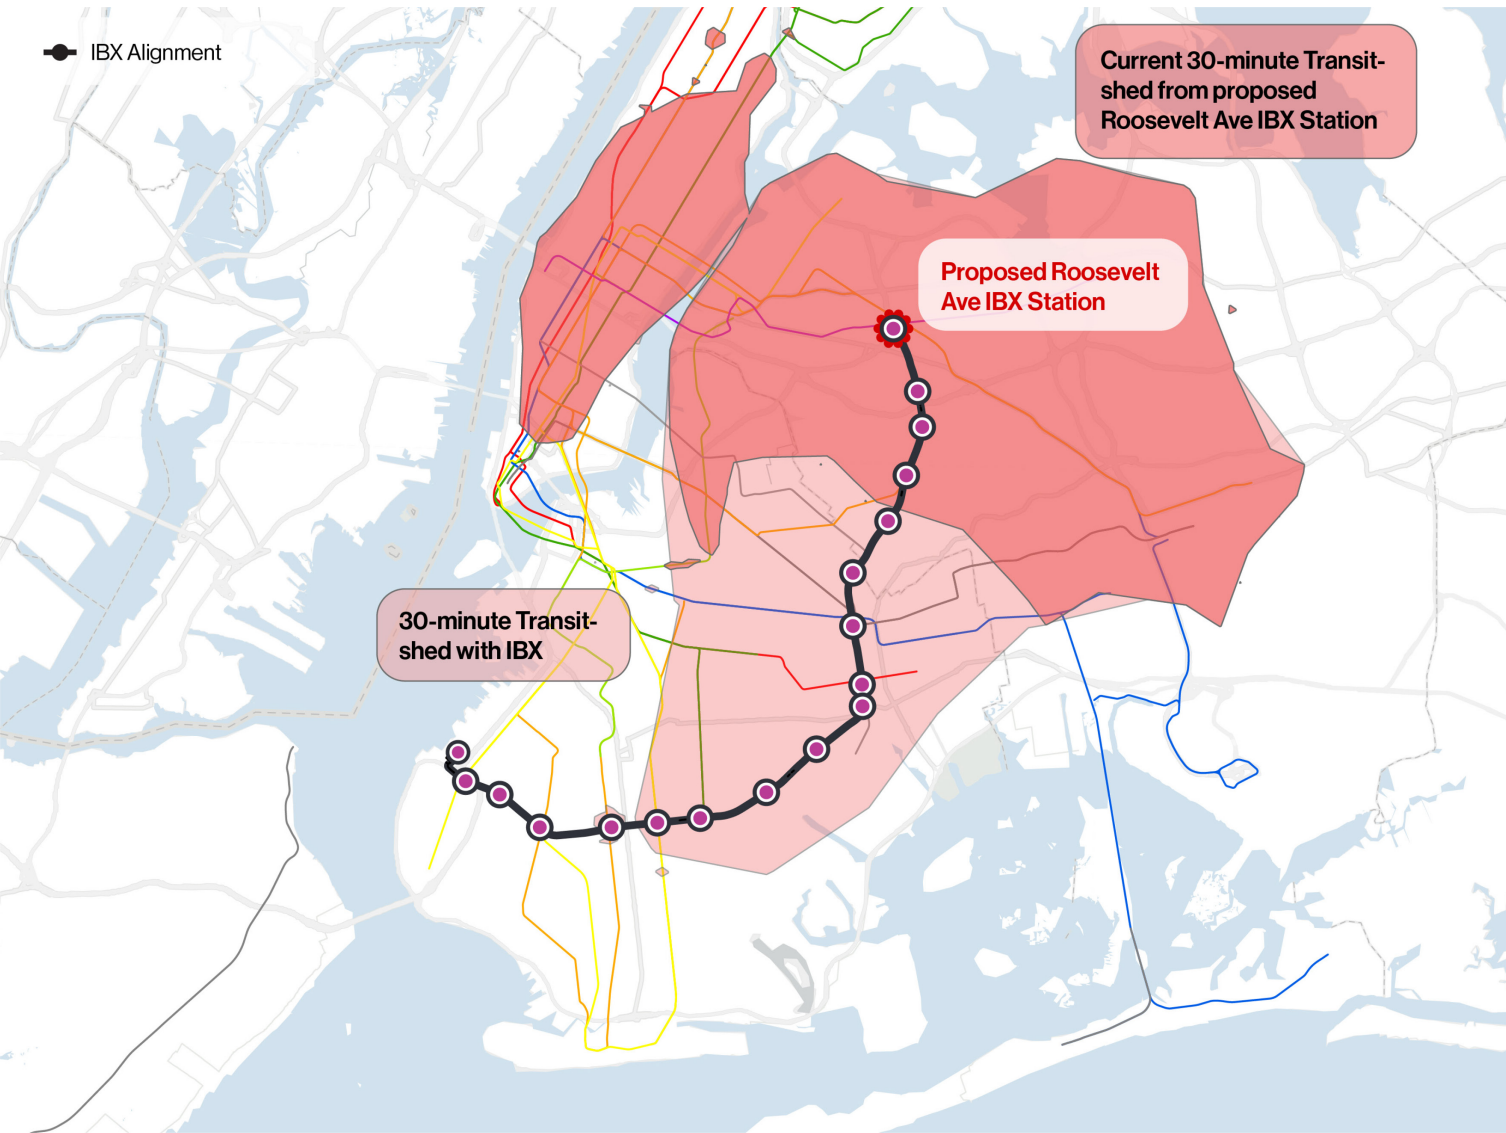 IBX Alignment
Current 30-minute Transit-
shed from proposed
Roosevelt Ave IBX Station
Proposed Roosevelt
Ave IBX Station
30-minute Transit-
shed with IBX